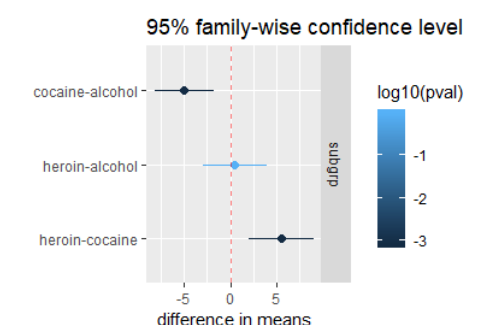 95% family-wise confidence level
cocaine-alcohol
heroin-alcohol
heroin-cocaine
subgrp
-5 0 5
difference in means
log10(pval)
-1
-2
-3